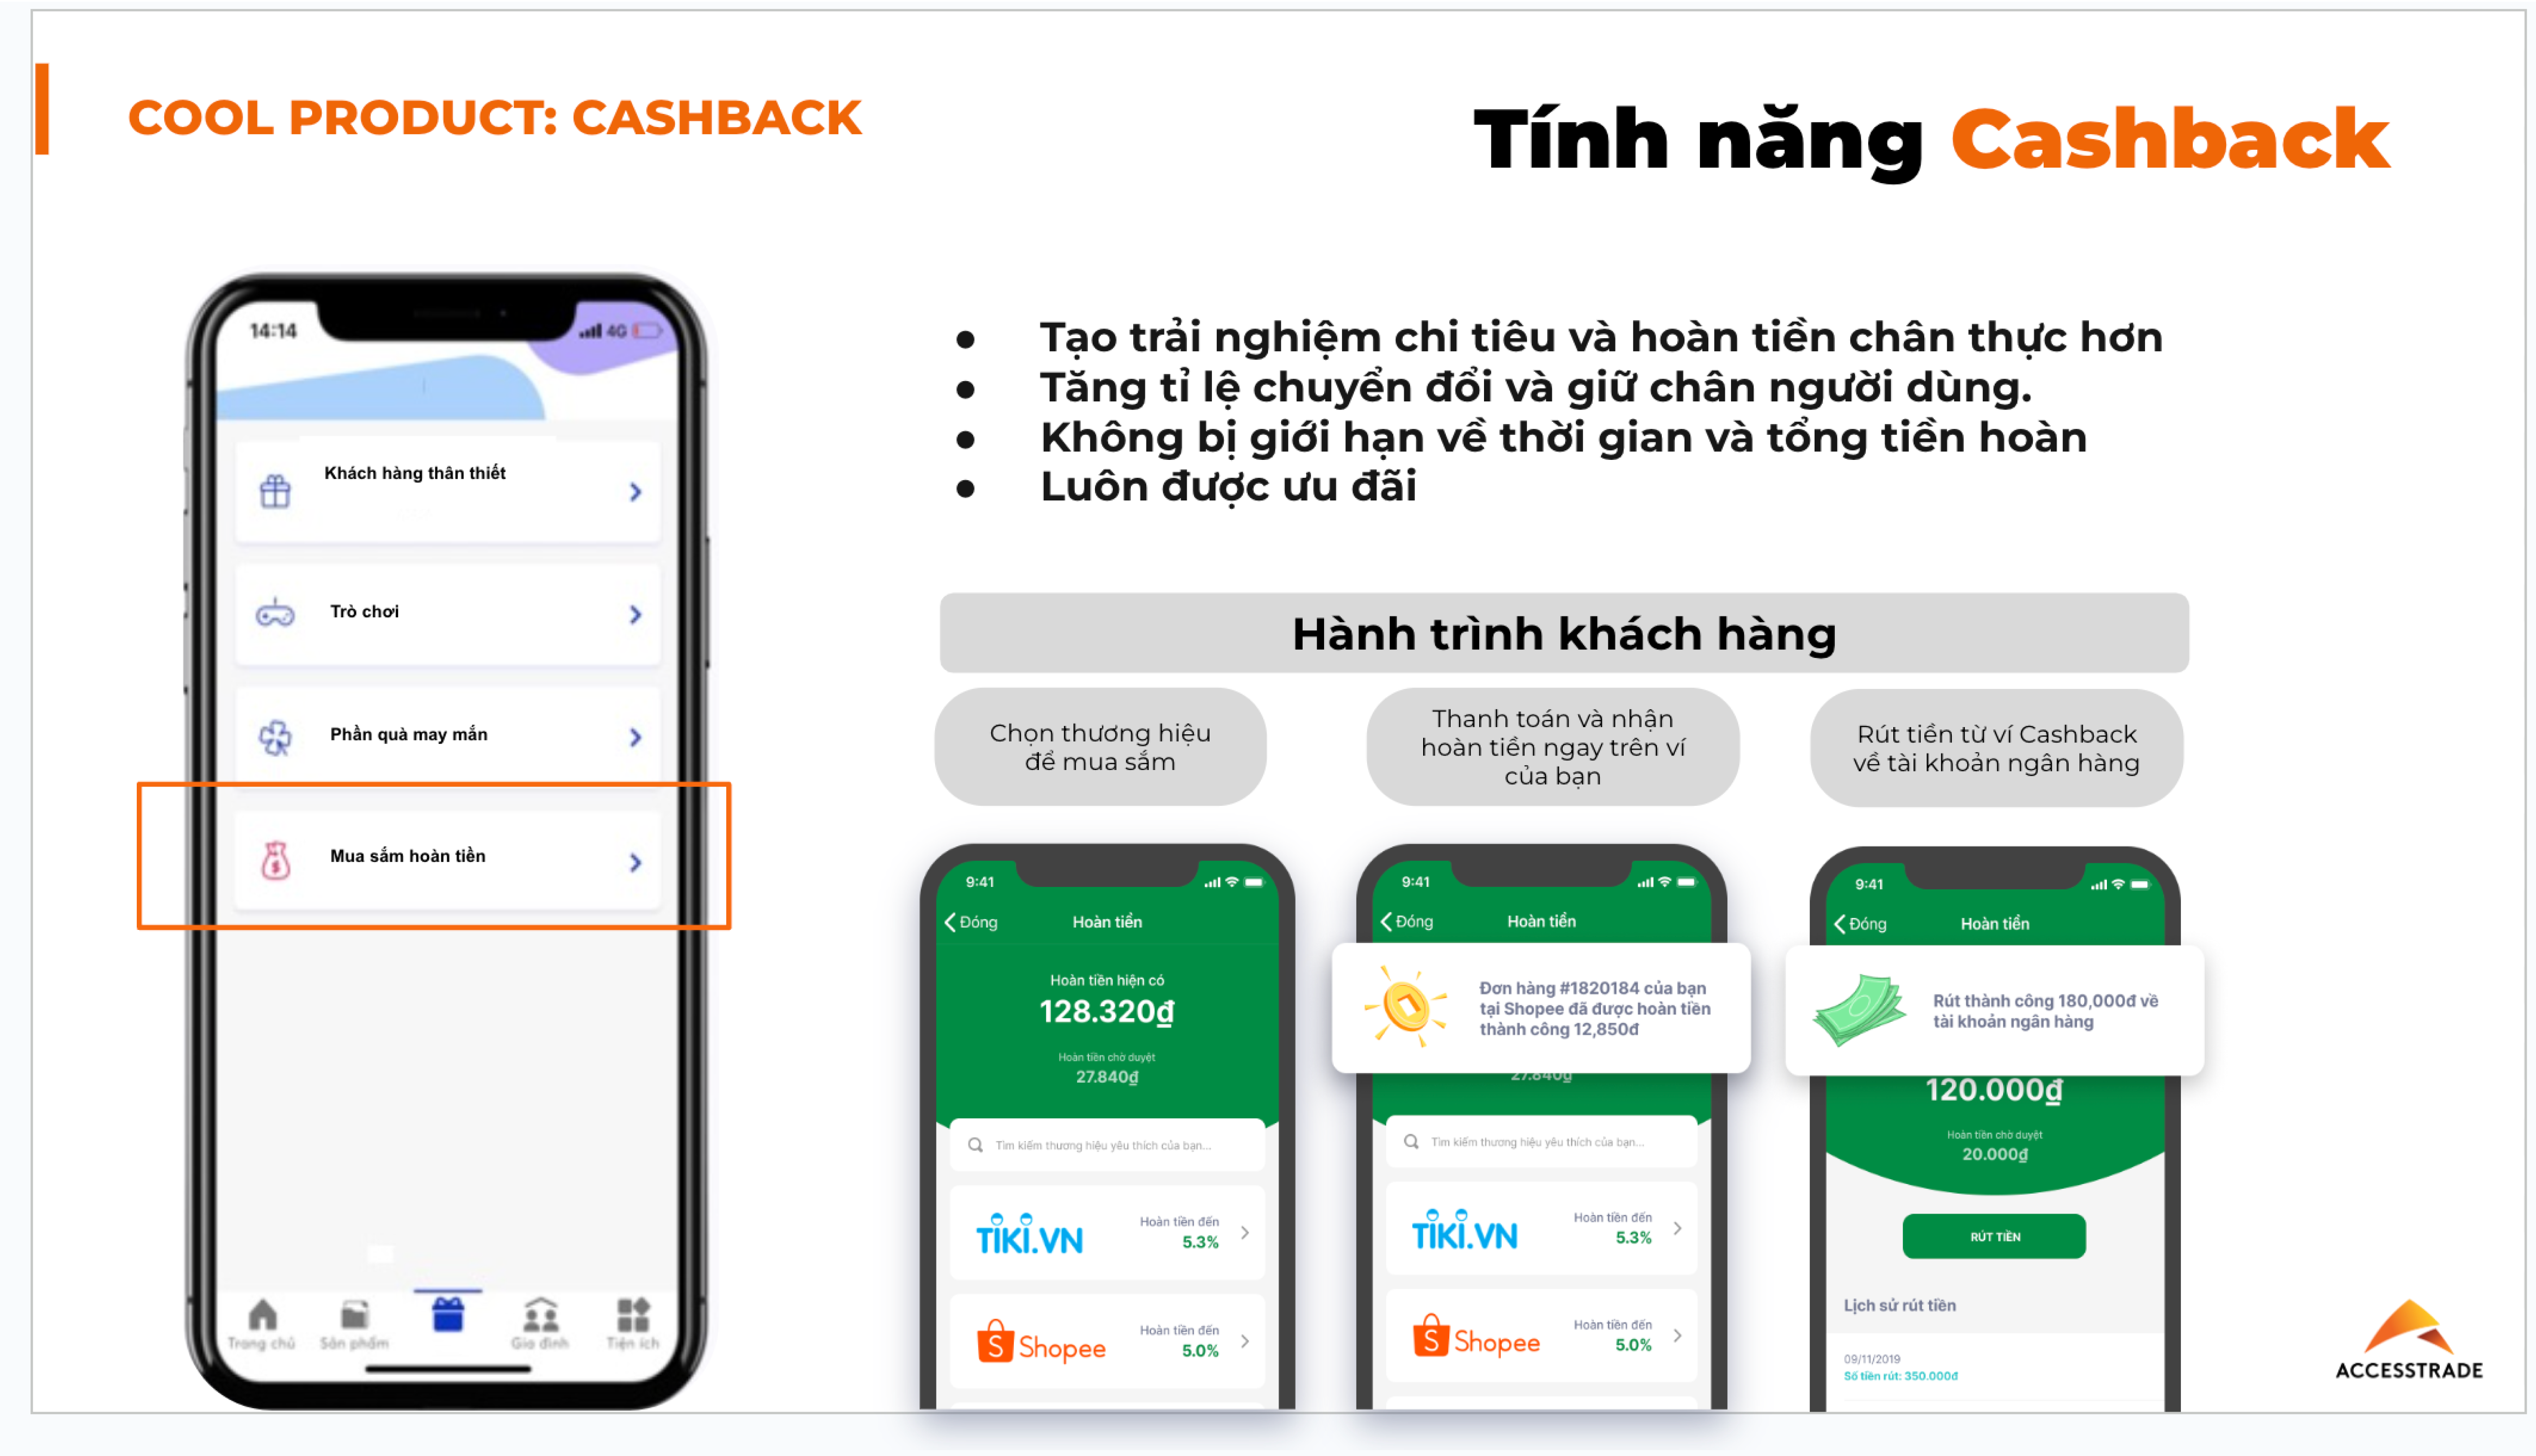 COOL PRODUCT: CASHBACK
Tính năng Cashback
14:14
4G
Khách hàng thân thiết
Trò chơi
Phần quà may mắn
Mua sắm hoàn tiền
Trang chủ
Sản phẩm
Gia đình
Tiện ích
● Tạo trải nghiệm chi tiêu và hoàn tiền chân thực hơn
● Tăng tỉ lệ chuyển đổi và giữ chân người dùng.
● Không bị giới hạn về thời gian và tổng tiền hoàn
● Luôn được ưu đãi
Hành trình khách hàng
Chọn thương hiệu
để mua sắm
Thanh toán và nhận
hoàn tiền ngay trên ví
của bạn
Rút tiền từ ví Cashback
về tài khoản ngân hàng
9:41
Đóng
Hoàn tiền
Hoàn tiền hiện có
128.320₫
Hoàn tiền chờ duyệt
27.840₫
Tìm kiếm thương hiệu yêu thích của bạn...
TIKI.VN
Hoàn tiền đến
5.3%
Shopee
Hoàn tiền đến
5.0%
9:41
Đóng
Hoàn tiền
Đơn hàng #1820184 của bạn
tại Shopee đã được hoàn tiền
thành công 12,850đ
27.840₫
Tìm kiếm thương hiệu yêu thích của bạn...
TIKI.VN
Hoàn tiền đến
5.3%
Shopee
Hoàn tiền đến
5.0%
9:41
Đóng
Hoàn tiền
Rút thành công 180,000đ về
tài khoản ngân hàng
120.000₫
Hoàn tiền chờ duyệt
20.000₫
RÚT TIỀN
Lịch sử rút tiền
09/11/2019
Số tiền rút: 350.000đ
ACCESSTRADE